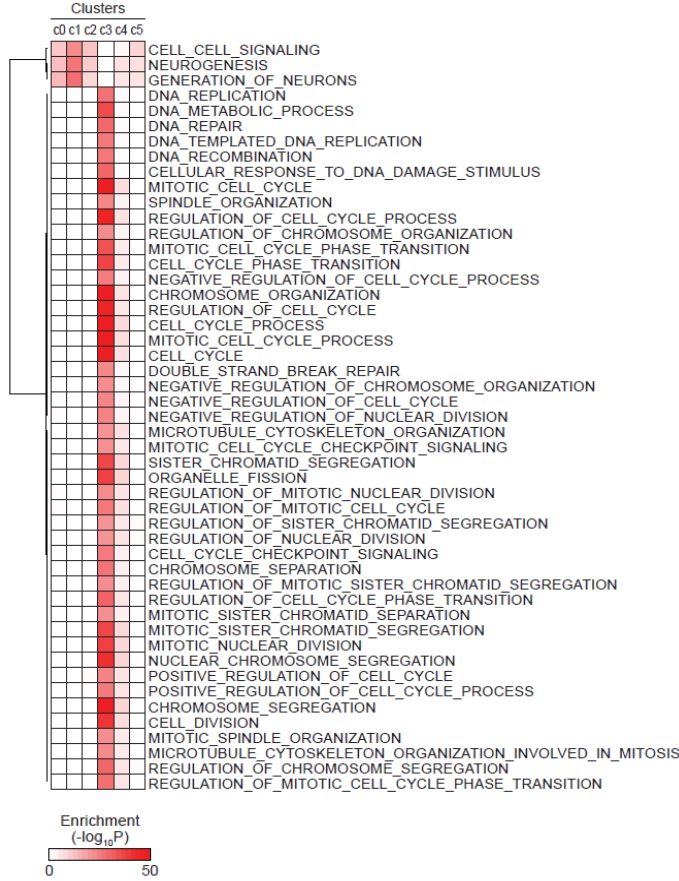 Clusters
c0 c1 c2 c3 c4 c5
CELL_CELL_SIGNALING
NEUROGENESIS
GENERATION_OF_NEURONS
DNA_REPLICATION
DNA_METABOLIC_PROCESS
DNA_REPAIR
DNA_TEMPLATED_DNA_REPLICATION
DNA_RECOMBINATION
CELLULAR_RESPONSE_TO_DNA_DAMAGE_STIMULUS
MITOTIC_CELL_CYCLE
SPINDLE_ORGANIZATION
REGULATION_OF_CELL_CYCLE_PROCESS
REGULATION_OF_CHROMOSOME_ORGANIZATION
MITOTIC_CELL_CYCLE_PHASE_TRANSITION
CELL_CYCLE_PHASE_TRANSITION
NEGATIVE_REGULATION_OF_CELL_CYCLE_PROCESS
CHROMOSOME_ORGANIZATION
REGULATION_OF_CELL_CYCLE
CELL_CYCLE_PROCESS
MITOTIC_CELL_CYCLE_PROCESS
CELL_CYCLE
DOUBLE_STRAND_BREAK_REPAIR
NEGATIVE_REGULATION_OF_CHROMOSOME_ORGANIZATION
NEGATIVE_REGULATION_OF_CELL_CYCLE
NEGATIVE_REGULATION_OF_NUCLEAR_DIVISION
MICROTUBULE_CYTOSKELETON_ORGANIZATION
MITOTIC_CELL_CYCLE_CHECKPOINT_SIGNALING
SISTER_CHROMATID_SEGREGATION
ORGANELLE_FISSION
REGULATION_OF_MITOTIC_NUCLEAR_DIVISION
REGULATION_OF_MITOTIC_CELL_CYCLE
REGULATION_OF_SISTER_CHROMATID_SEGREGATION
REGULATION_OF_NUCLEAR_DIVISION
CELL_CYCLE_CHECKPOINT_SIGNALING
CHROMOSOME_SEPARATION
REGULATION_OF_MITOTIC_SISTER_CHROMATID_SEGREGATION
REGULATION_OF_CELL_CYCLE_PHASE_TRANSITION
MITOTIC_SISTER_CHROMATID_SEPARATION
MITOTIC_SISTER_CHROMATID_SEGREGATION
MITOTIC_NUCLEAR_DIVISION
NUCLEAR_CHROMOSOME_SEGREGATION
POSITIVE_REGULATION_OF_CELL_CYCLE
POSITIVE_REGULATION_OF_CELL_CYCLE_PROCESS
CHROMOSOME_SEGREGATION
CELL_DIVISION
MITOTIC_SPINDLE_ORGANIZATION
MICROTUBULE_CYTOSKELETON_ORGANIZATION_INVOLVED_IN_MITOSIS
REGULATION_OF_CHROMOSOME_SEGREGATION
REGULATION_OF_MITOTIC_CELL_CYCLE_PHASE_TRANSITION
Enrichment
(-log₁₀P)
0 50